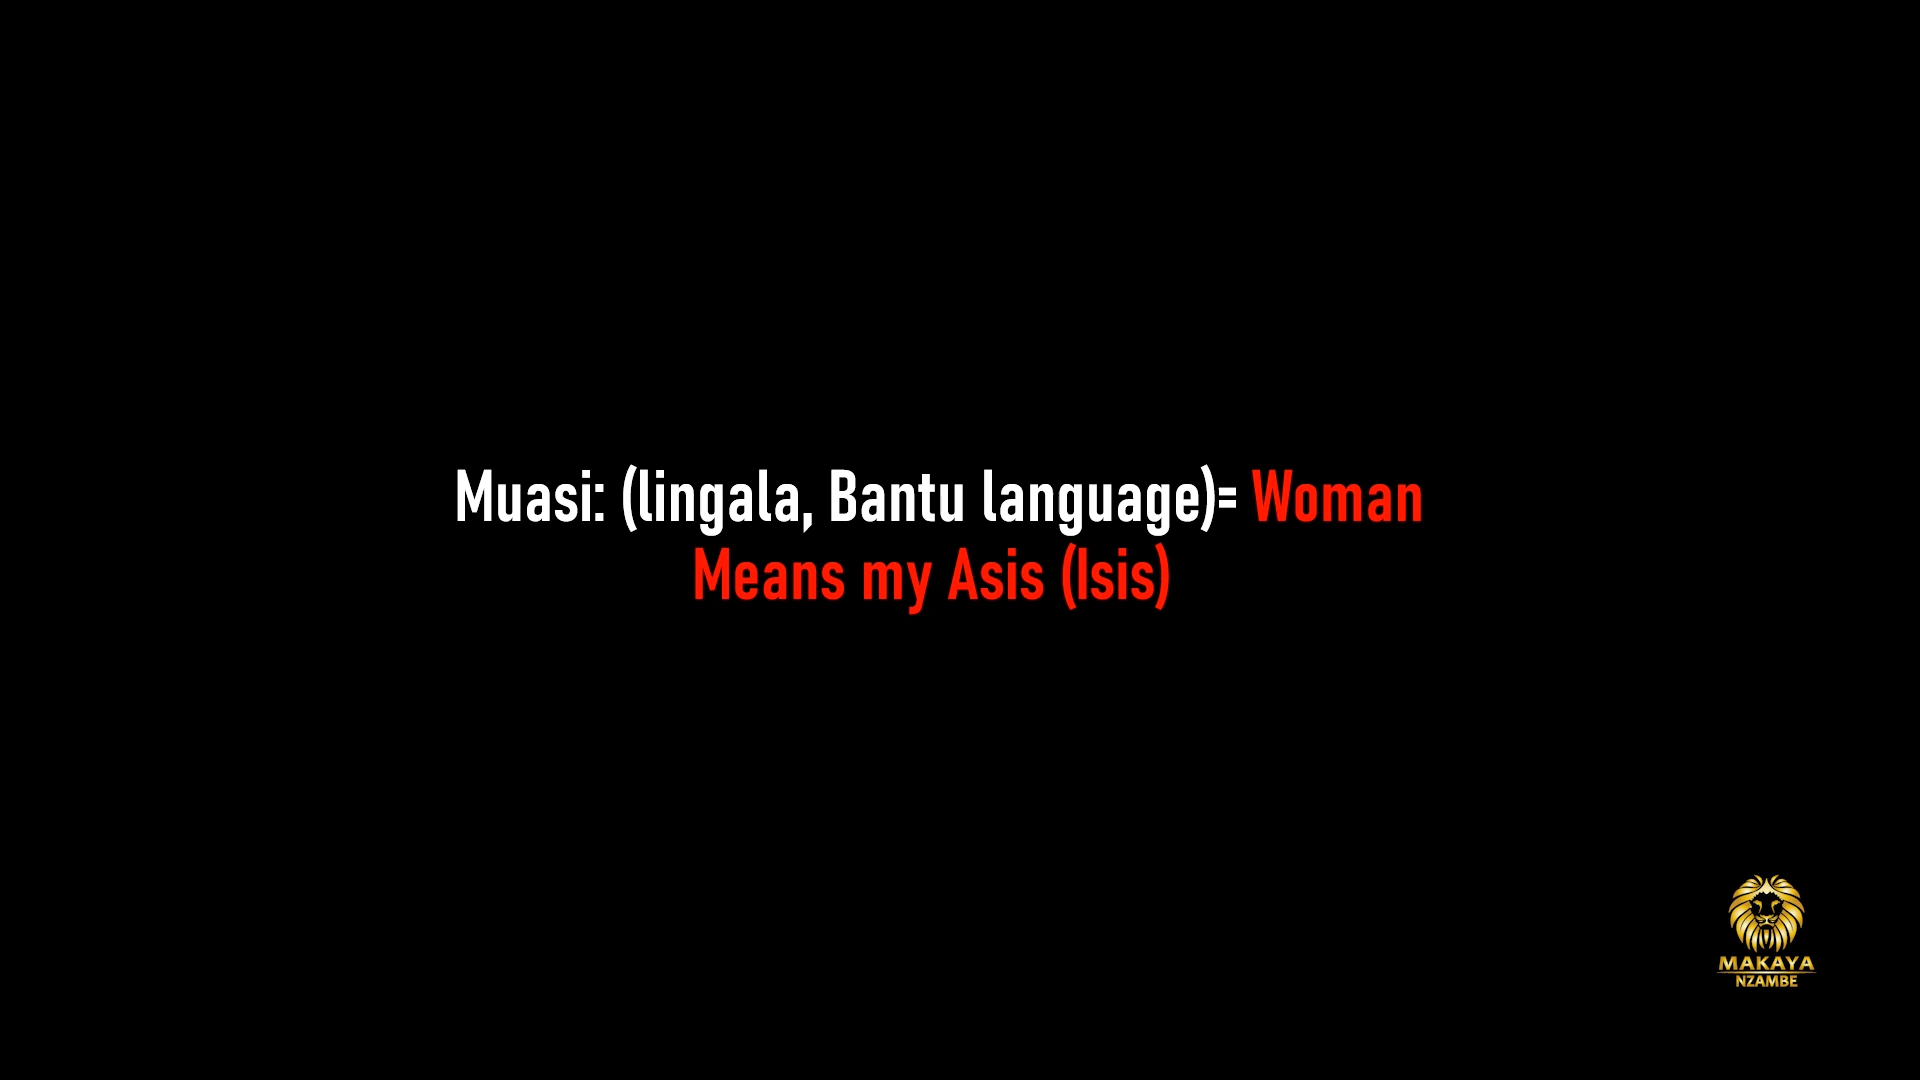 Muasi: (lingala, Bantu language)= Woman
Means my Asis (Isis)
MAKAYA
NZAMBE